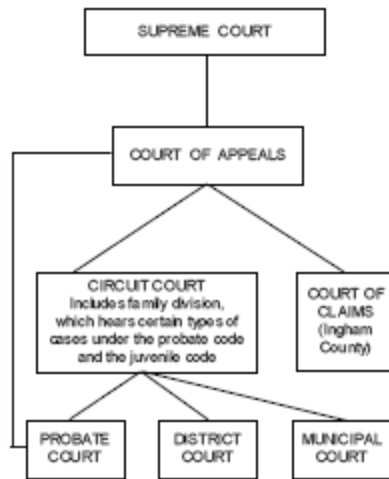 SUPREME COURT
COURT OF APPEALS
CIRCUIT COURT
Includes family division,
which hears certain types of
cases under the probate code
and the juvenile code
COURT OF
CLAIMS
(Ingham
County)
PROBATE
COURT
DISTRICT
COURT
MUNICIPAL
COURT